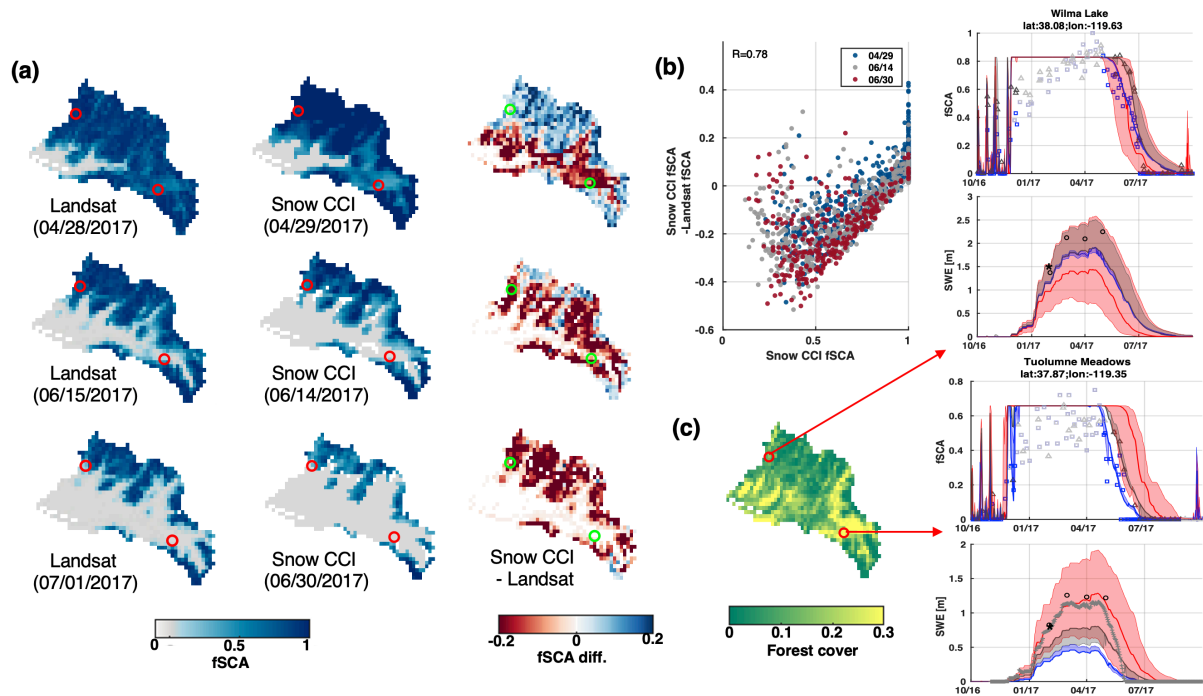 (a)
Landsat
(04/28/2017)
Snow CCI
(04/29/2017)
Landsat
(06/15/2017)
Snow CCI
(06/14/2017)
Landsat
(07/01/2017)
Snow CCI
(06/30/2017)
Snow CCI
- Landsat
0 0.5 1
fSCA
-0.2 0 0.2
fSCA diff.
(b)
R=0.78
04/29
06/14
06/30
0.4
0.2
0
-0.2
-0.4
-0.6
0 0.5 1
Snow CCI fSCA
-Landsat fSCA
Snow CCI fSCA
(c)
0 0.1 0.2 0.3
Forest cover
Wilma Lake
lat:38.08;lon:-119.63
1
0.8
0.6
0.4
0.2
0
fSCA
10/16 01/17 04/17 07/17
3
2.5
2
1.5
1
0.5
0
SWE [m]
10/16 01/17 04/17 07/17
Tuolumne Meadows
lat:37.87;lon:-119.35
0.8
0.6
0.4
0.2
0
fSCA
10/16 01/17 04/17 07/17
2
1.5
1
0.5
0
SWE [m]
10/16 01/17 04/17 07/17